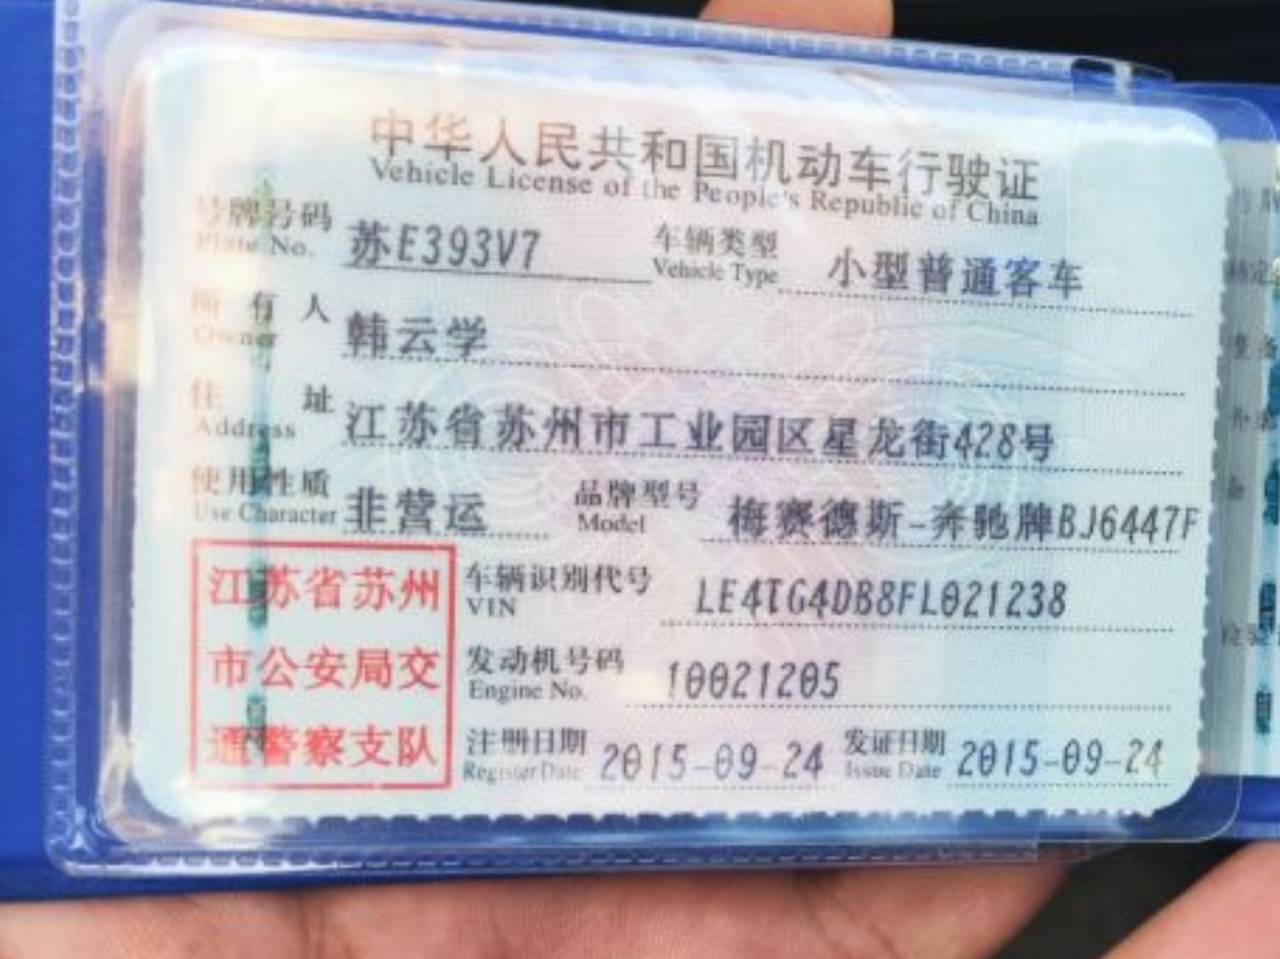 中华人民共和国机动车行驶证
Vehicle License of the People's Republic of China
号牌号码 苏E393V7 车辆类型 小型普通客车
Plate No. Vehicle Type
所有人 韩云学
Owner
住址 江苏省苏州市工业园区星龙街428号
Address
使用性质 非营运 品牌型号 梅赛德斯-奔驰牌BJ6447F
Use Character Model
江苏省苏州
市公安局交
通警察支队
车辆识别代号 LE4TG4DB8FL021238
VIN
发动机号码 10021205
Engine No.
注册日期 2015-09-24 发证日期 2015-09-24
Register Date Issue Date